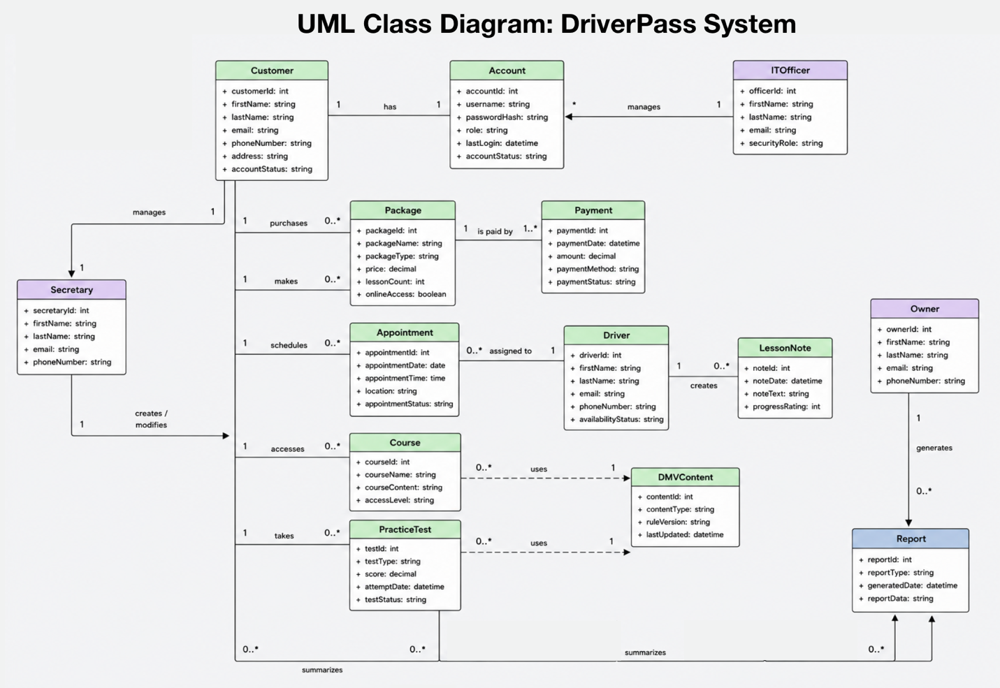 UML Class Diagram: DriverPass System
Customer
+ customerId: int
+ firstName: string
+ lastName: string
+ email: string
+ phoneNumber: string
+ address: string
+ accountStatus: string
1 has 1
Account
+ accountId: int
+ username: string
+ passwordHash: string
+ role: string
+ lastLogin: datetime
+ accountStatus: string
* manages 1
ITOfficer
+ officerId: int
+ firstName: string
+ lastName: string
+ email: string
+ securityRole: string
manages 1
1
Secretary
+ secretaryId: int
+ firstName: string
+ lastName: string
+ email: string
+ phoneNumber: string
creates /
modifies
1
1 purchases 0..*
1 makes 0..*
Package
+ packageId: int
+ packageName: string
+ packageType: string
+ price: decimal
+ lessonCount: int
+ onlineAccess: boolean
1 is paid by 1..*
Payment
+ paymentId: int
+ paymentDate: datetime
+ amount: decimal
+ paymentMethod: string
+ paymentStatus: string
1 schedules 0..*
Appointment
+ appointmentId: int
+ appointmentDate: date
+ appointmentTime: time
+ location: string
+ appointmentStatus: string
0..* assigned to 1
Driver
+ driverId: int
+ firstName: string
+ lastName: string
+ email: string
+ phoneNumber: string
+ availabilityStatus: string
1 0..*
creates
LessonNote
+ noteId: int
+ noteDate: datetime
+ noteText: string
+ progressRating: int
Owner
+ ownerId: int
+ firstName: string
+ lastName: string
+ email: string
+ phoneNumber: string
1
generates
0..*
1 accesses 0..*
Course
+ courseId: int
+ courseName: string
+ courseContent: string
+ accessLevel: string
0..* uses 1
DMVContent
+ contentId: int
+ contentType: string
+ ruleVersion: string
+ lastUpdated: datetime
1 takes 0..*
PracticeTest
+ testId: int
+ testType: string
+ score: decimal
+ attemptDate: datetime
+ testStatus: string
0..* uses 1
Report
+ reportId: int
+ reportType: string
+ generatedDate: datetime
+ reportData: string
0..* 0..*
summarizes
summarizes 0..*